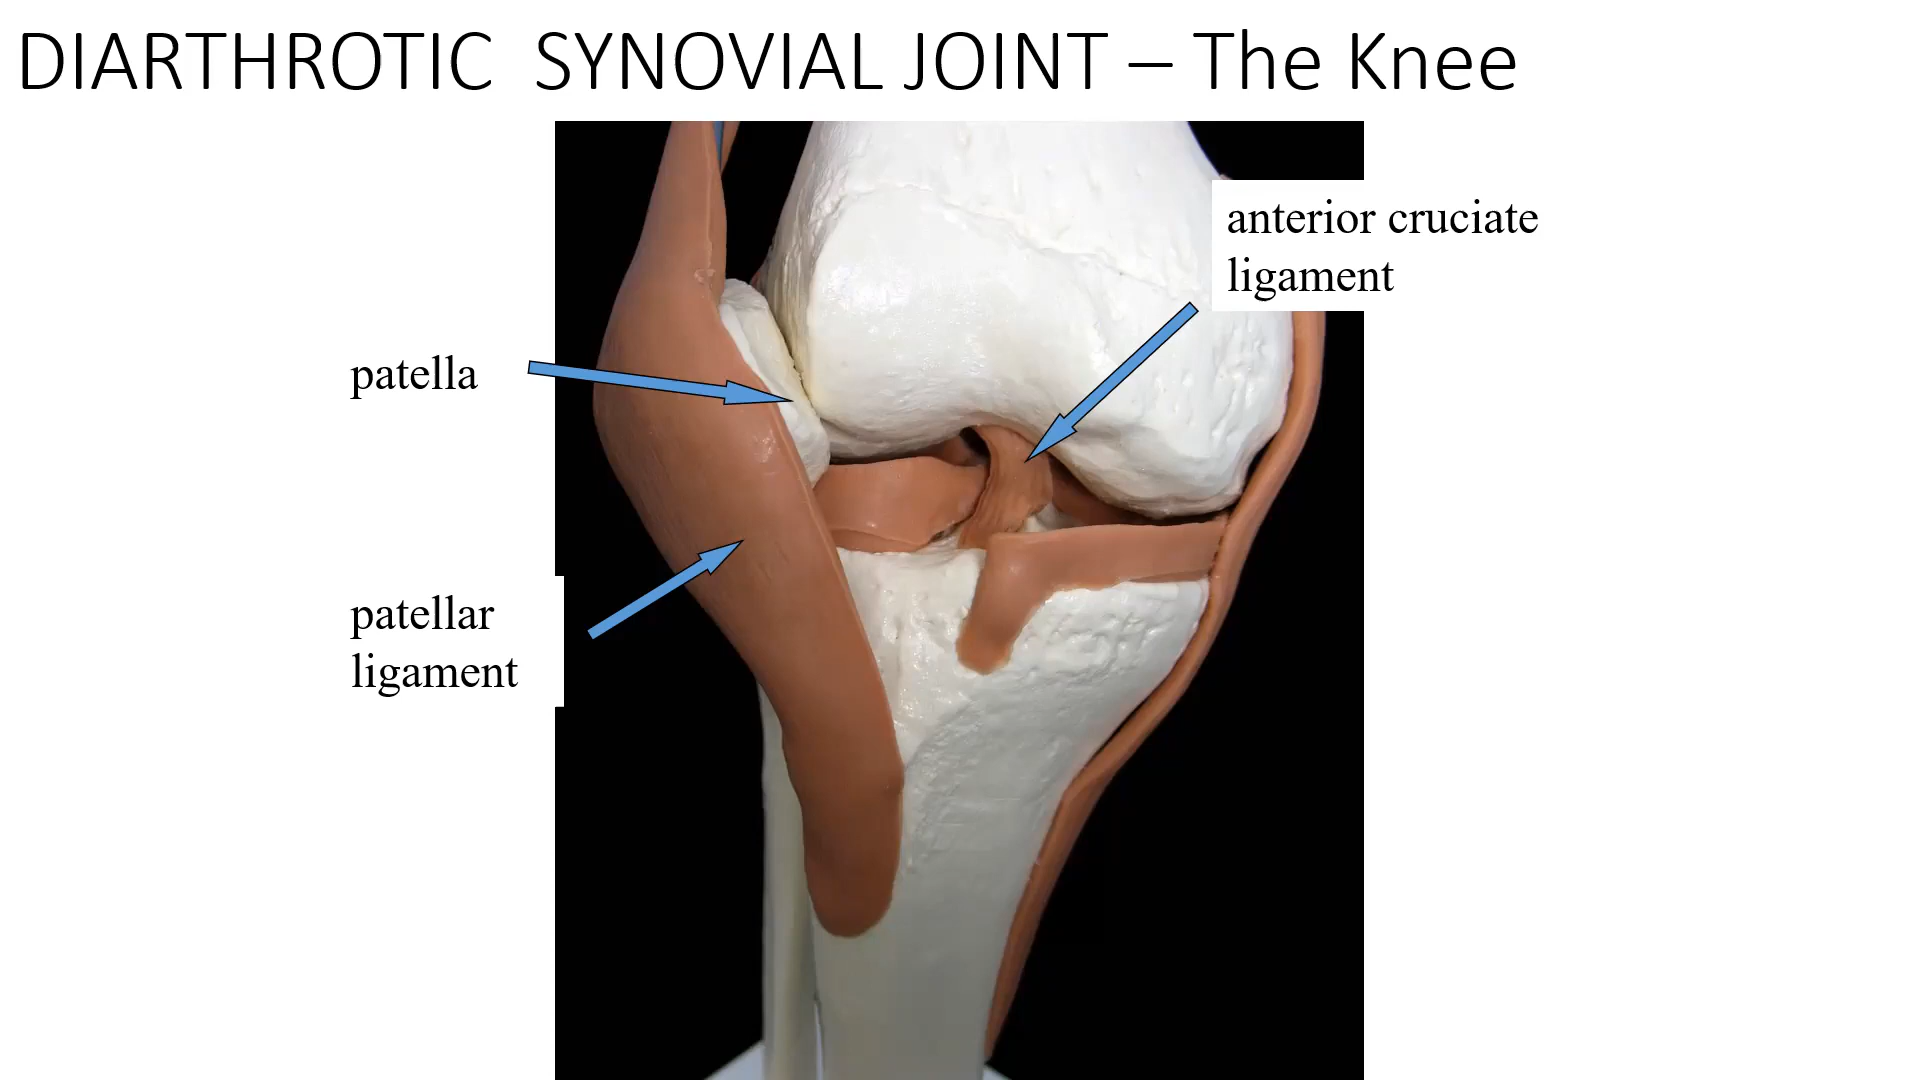 DIARTHROTIC  SYNOVIAL JOINT – The Knee
anterior cruciate
ligament
patella
patellar
ligament